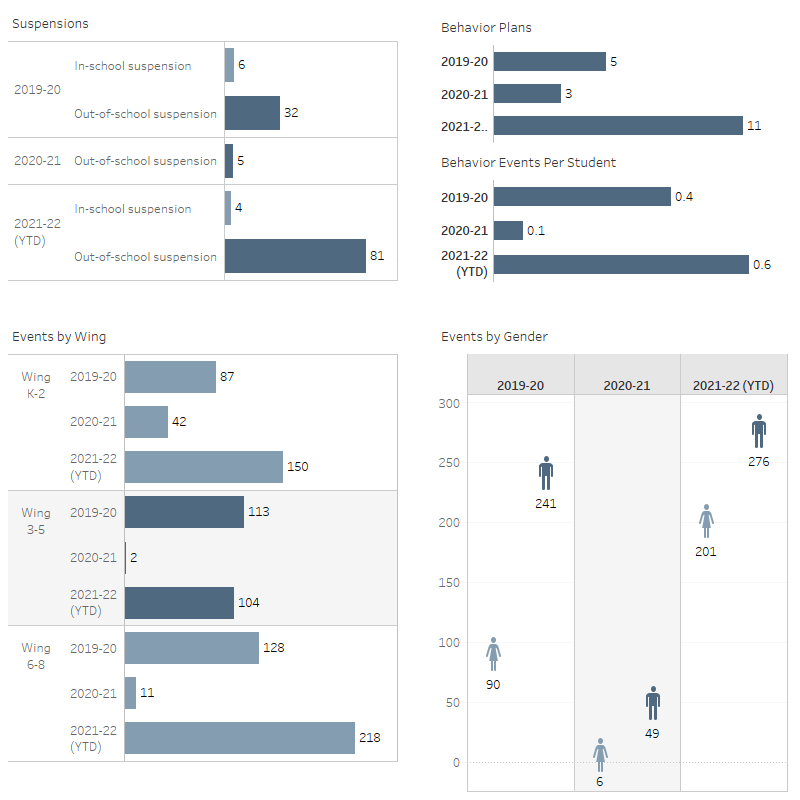 Suspensions
2019-20
In-school suspension 6
Out-of-school suspension 32
2020-21 Out-of-school suspension 5
2021-22
(YTD)
In-school suspension 4
Out-of-school suspension 81
Behavior Plans
2019-20 5
2020-21 3
2021-2.. 11
Behavior Events Per Student
2019-20 0.4
2020-21 0.1
2021-22
(YTD) 0.6
Events by Wing
Wing
K-2
2019-20 87
2020-21 42
2021-22
(YTD) 150
Wing
3-5
2019-20 113
2020-21 2
2021-22
(YTD) 104
Wing
6-8
2019-20 128
2020-21 11
2021-22
(YTD) 218
Events by Gender
2019-20 2020-21 2021-22 (YTD)
300
250
200
150
100
50
0
241
90
49
6
276
201